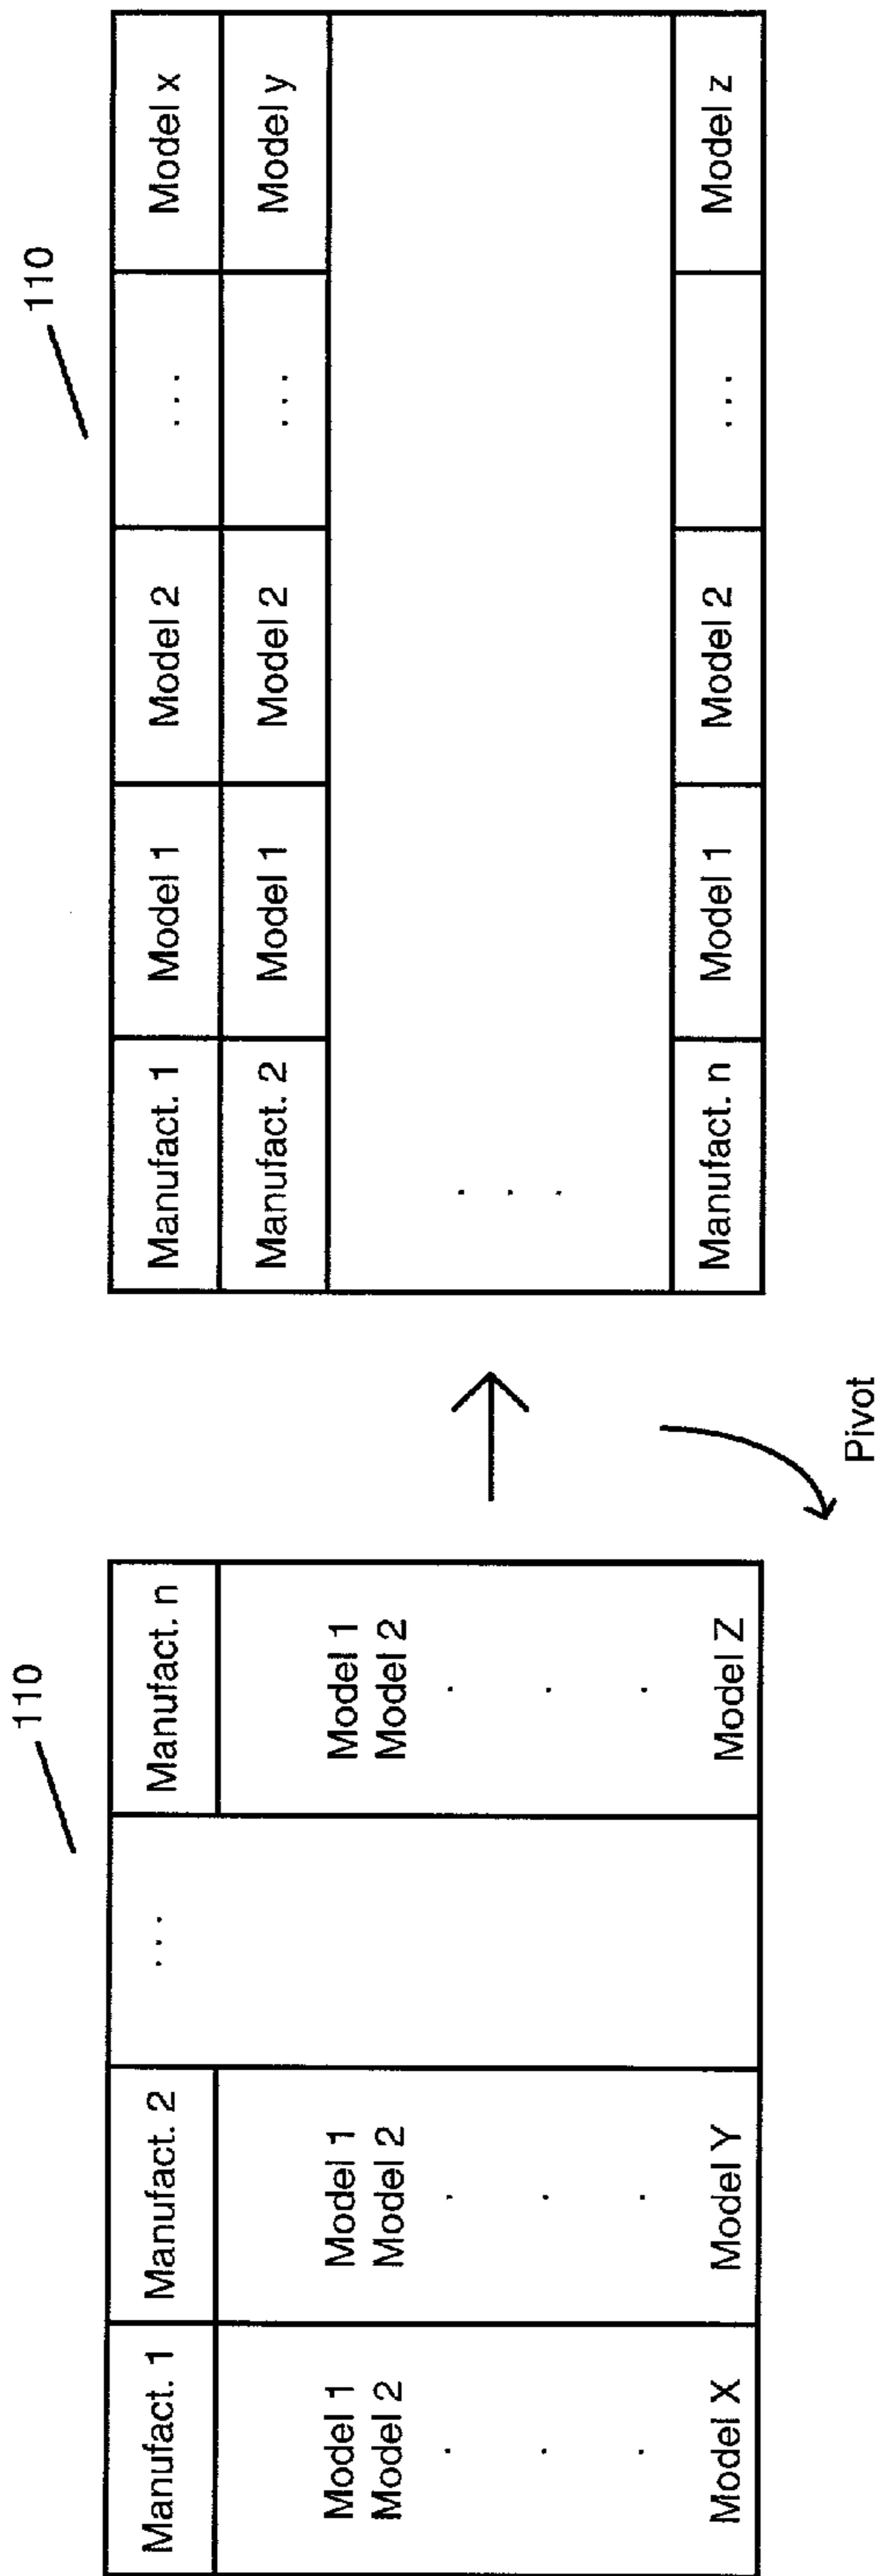 110
Manufact. 1 Manufact. 2 ... Manufact. n
Model 1 Model 1 Model 1
Model 2 Model 2 Model 2
. . .
. . .
. . .
Model X Model Y Model Z
Pivot
110
Manufact. 1 Model 1 Model 2 ... Model x
Manufact. 2 Model 1 Model 2 ... Model y
. . .
Manufact. n Model 1 Model 2 ... Model z